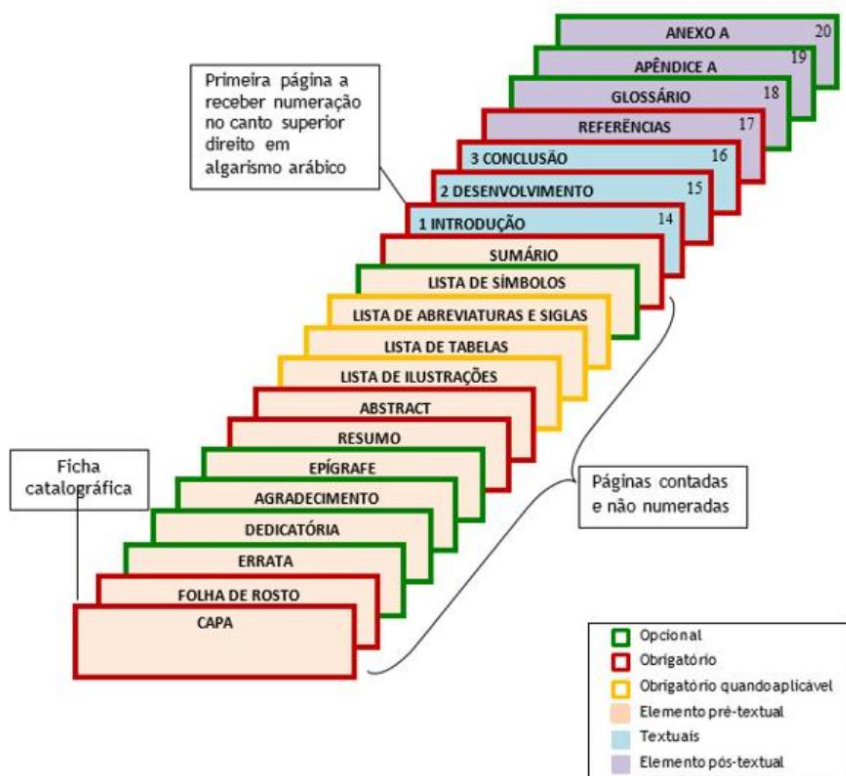 ANEXO A 20
APÊNDICE A 19
GLOSSÁRIO 18
REFERÊNCIAS 17
3 CONCLUSÃO 16
2 DESENVOLVIMENTO 15
1 INTRODUÇÃO 14
Primeira página a
receber numeração
no canto superior
direito em
algarismo arábico
SUMÁRIO
LISTA DE SÍMBOLOS
LISTA DE ABREVIATURAS E SIGLAS
LISTA DE TABELAS
LISTA DE ILUSTRAÇÕES
ABSTRACT
RESUMO
EPÍGRAFE
AGRADECIMENTO
DEDICATÓRIA
ERRATA
FOLHA DE ROSTO
CAPA
Ficha
catalográfica
Páginas contadas
e não numeradas
Opcional
Obrigatório
Obrigatório quando aplicável
Elemento pré-textual
Textuais
Elemento pós-textual